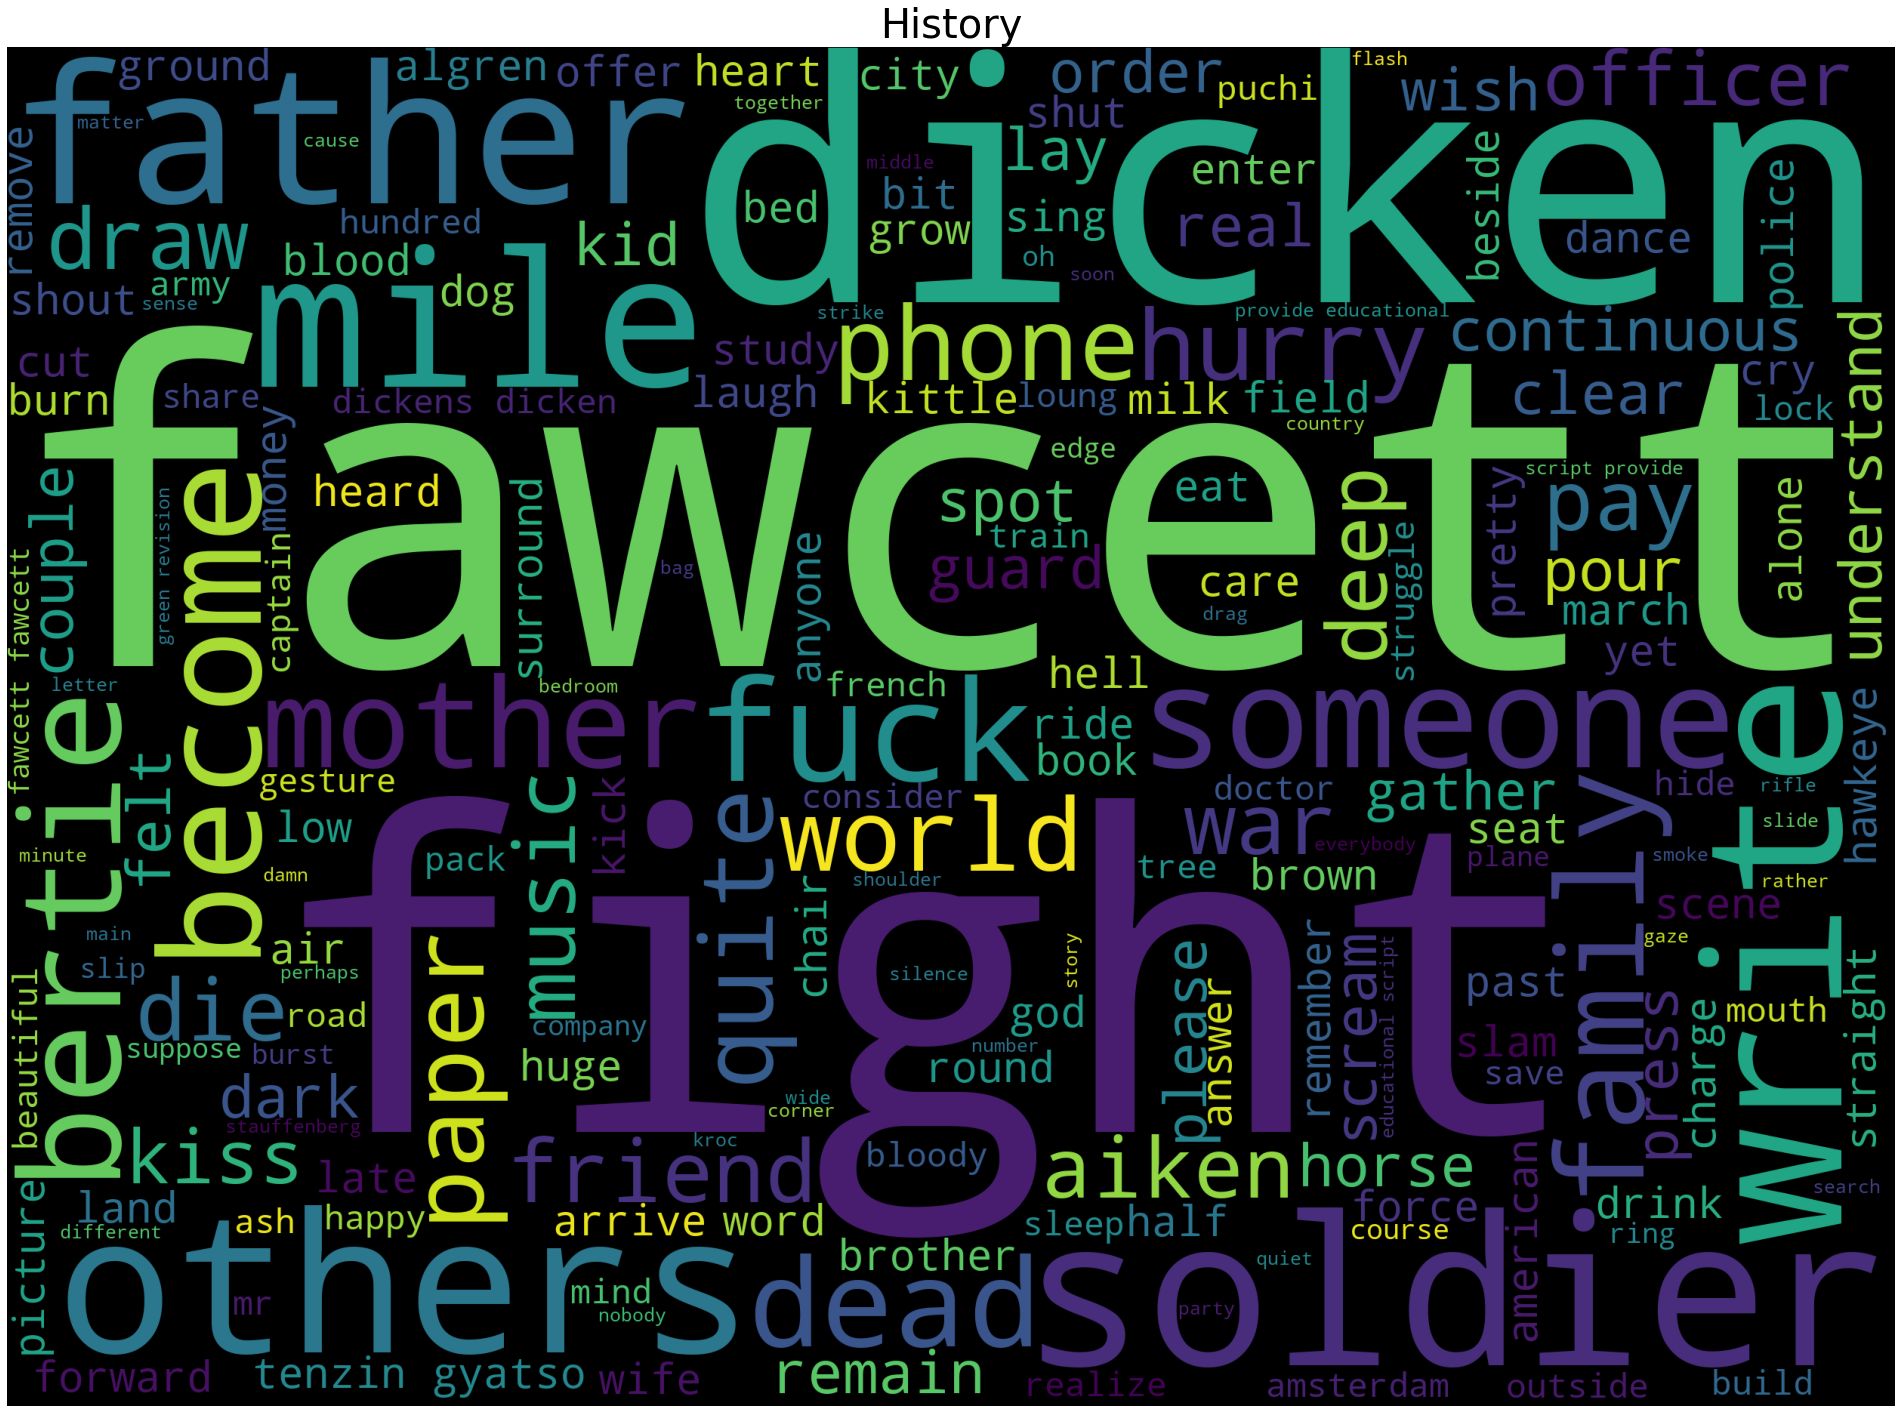 History
father
dicken
fawcett
fight
soldier
others
mile
ground
algren
offer
heart
city
order
flash
wish
officer
together
puchi
matter
cause
shut
lay
middle
enter
beside
police
remove
draw
hundred
kid
bed
bit
grow
sing
real
dance
oh
soon
blood
dog
army
shout
sense
strike
provide educational
phone
hurry
continuous
understand
cut
study
cry
burn
share
dickens dicken
laugh
kittle
loung
milk
field
clear
lock
country
money
couple
become
heard
edge
script provide
spot
eat
deep
pay
pretty
alone
green revision
captain
surround
train
struggle
bag
anyone
guard
care
pour
drag
march
fawcett fawcett
yet
letter
bedroom
french
hell
mother
fuck
someone
ride
book
write
hawkeye
bertie
felt
gesture
music
kick
quite
consider
world
doctor
war
gather
family
hide
rifle
low
seat
slide
minute
pack
everybody
plane
smoke
damn
shoulder
tree
brown
rather
chair
scene
main
air
paper
story
gaze
slip
perhaps
silence
please
remember
scream
educational script
past
straight
beautiful
die
road
company
god
answer
press
charge
mouth
number
suppose
burst
huge
round
slam
save
dark
wide
corner
stauffenberg
kroc
kiss
bloody
friend
aiken
horse
late
search
picture
land
force
drink
american
different
ash
happy
arrive
word
sleep
half
course
ring
brother
dead
quiet
mr
mind
nobody
party
forward
tenzin
gyatso
wife
remain
realize
amsterdam
outside
build